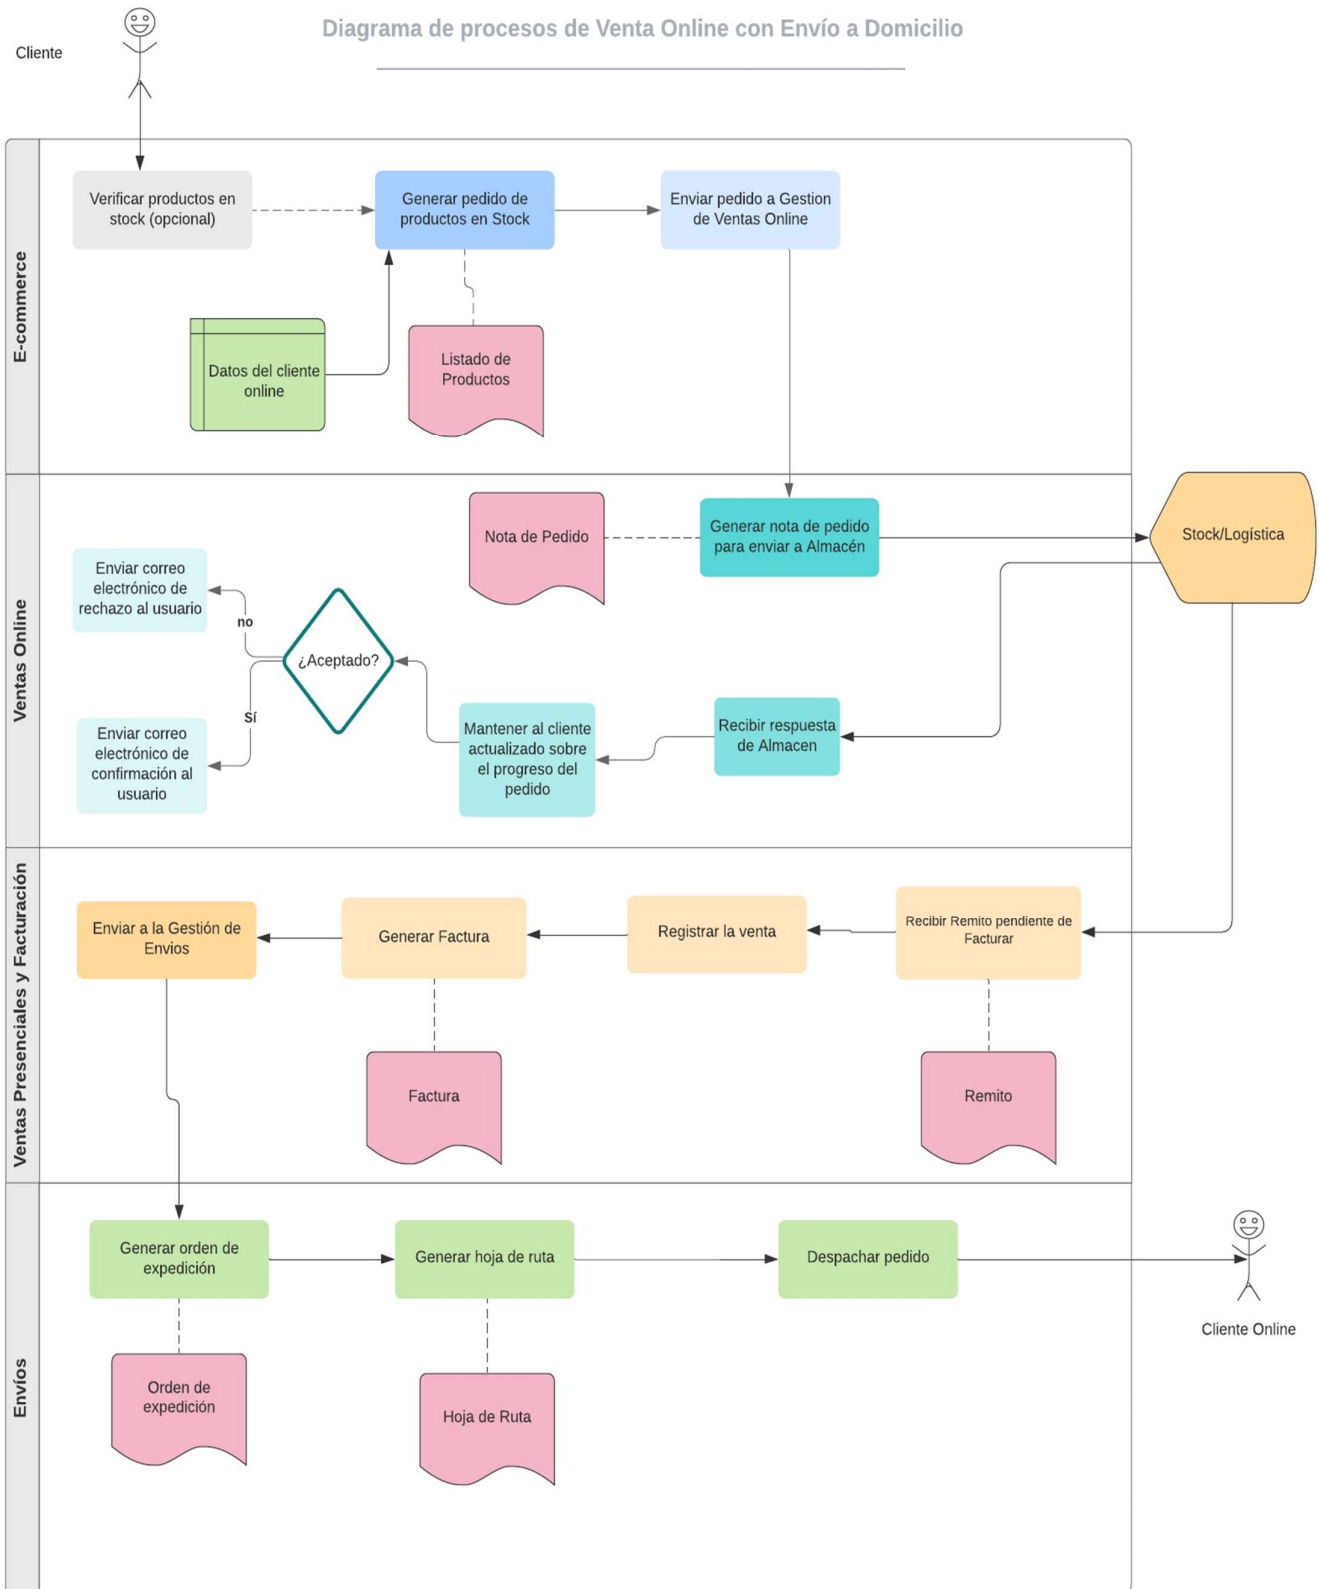 Diagrama de procesos de Venta Online con Envío a Domicilio
Cliente
E-commerce
Verificar productos en
stock (opcional)
Generar pedido de
productos en Stock
Enviar pedido a Gestion
de Ventas Online
Datos del cliente
online
Listado de
Productos
Ventas Online
Nota de Pedido
Generar nota de pedido
para enviar a Almacén
Stock/Logística
Enviar correo
electrónico de
rechazo al usuario
no
¿Aceptado?
Sí
Enviar correo
electrónico de
confirmación al
usuario
Mantener al cliente
actualizado sobre
el progreso del
pedido
Recibir respuesta
de Almacen
Ventas Presenciales y Facturación
Enviar a la Gestión de
Envios
Generar Factura
Registrar la venta
Recibir Remito pendiente de
Facturar
Factura
Remito
Envíos
Generar orden de
expedición
Generar hoja de ruta
Despachar pedido
Cliente Online
Orden de
expedición
Hoja de Ruta